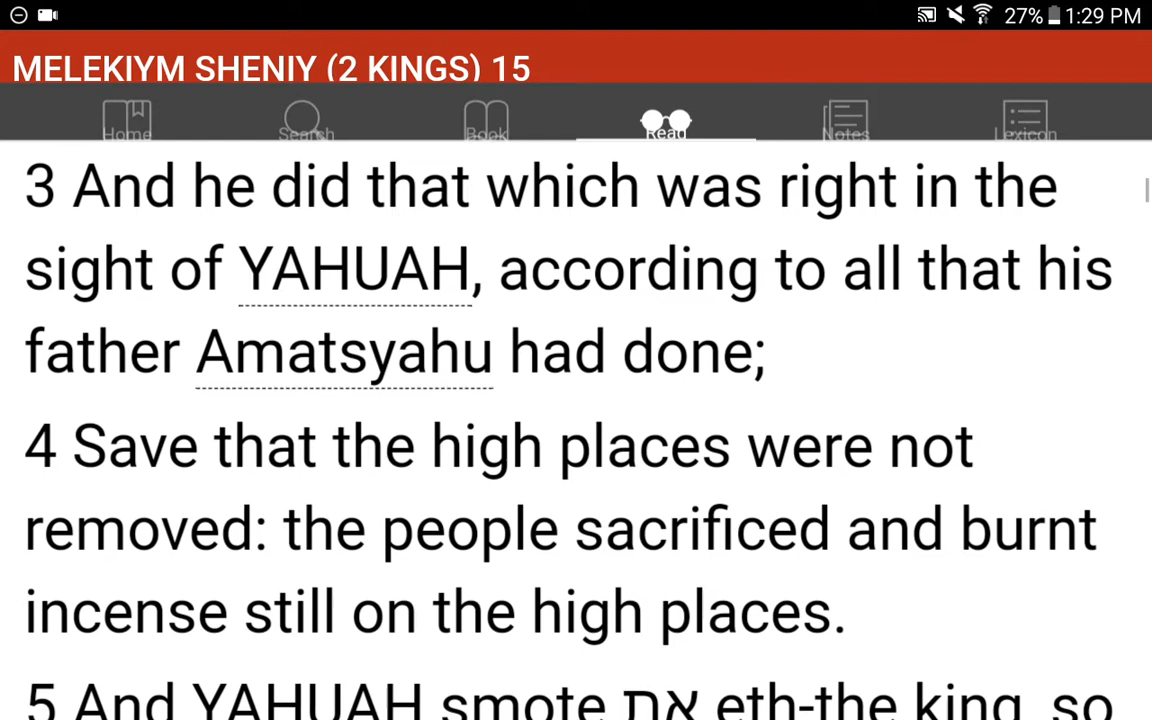 27% 1:29 PM
MELEKIYM SHENIY (2 KINGS) 15
Home Search Book Read Notes Lexicon
3 And he did that which was right in the
sight of YAHUAH, according to all that his
father Amatsyahu had done;
4 Save that the high places were not
removed: the people sacrificed and burnt
incense still on the high places.
5 And YAHUAH smote את eth-the king, so